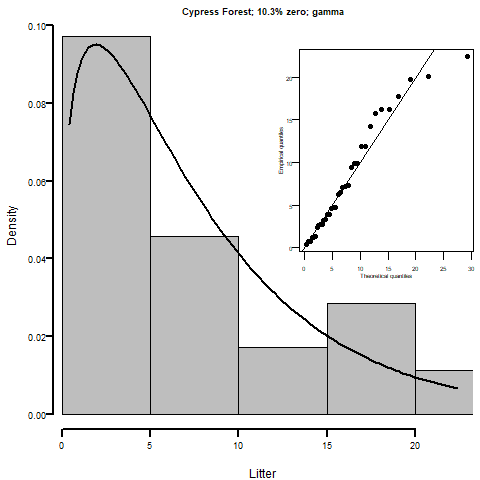 Cypress Forest; 10.3% zero; gamma
0.10
0.08
0.06
0.04
0.02
0.00
Density
0 5 10 15 20
Litter
20
15
10
5
0
Empirical quantiles
0 5 10 15 20 25 30
Theoretical quantiles